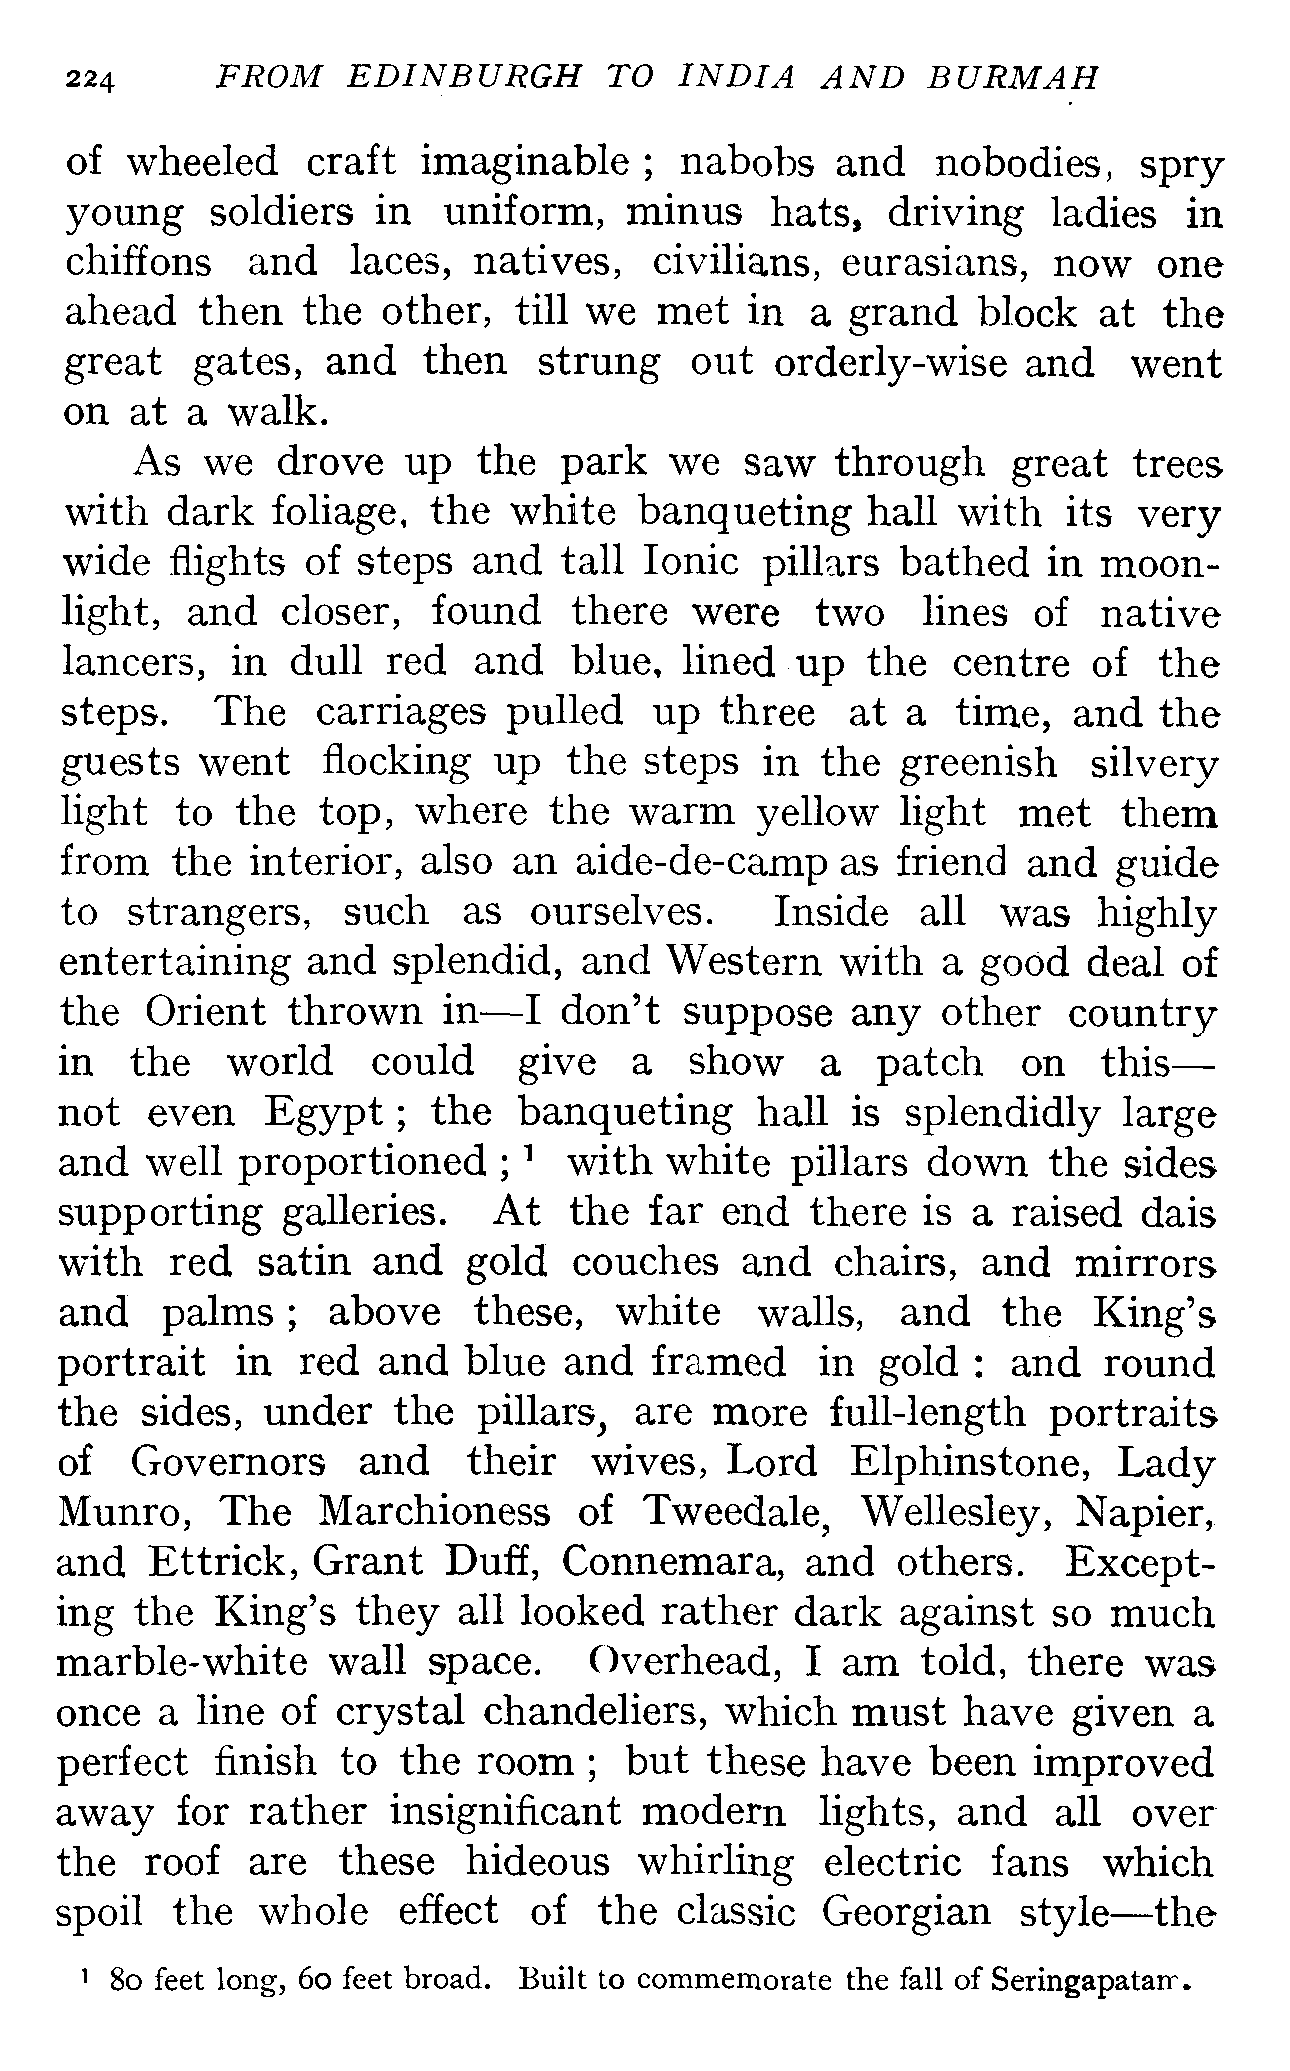 224 FROM EDINBURGH TO INDIA AND BURMAH
of wheeled craft imaginable ; nabobs and nobodies, spry
young soldiers in uniform, minus hats, driving ladies in
chiffons and laces, natives, civilians, eurasians, now one
ahead then the other, till we met in a grand block at the
great gates, and then strung out orderly-wise and went
on at a walk.
As we drove up the park we saw through great trees
with dark foliage, the white banqueting hall with its very
wide flights of steps and tall Ionic pillars bathed in moon-
light, and closer, found there were two lines of native
lancers, in dull red and blue, lined up the centre of the
steps. The carriages pulled up three at a time, and the
guests went flocking up the steps in the greenish silvery
light to the top, where the warm yellow light met them
from the interior, also an aide-de-camp as friend and guide
to strangers, such as ourselves. Inside all was highly
entertaining and splendid, and Western with a good deal of
the Orient thrown in—I don't suppose any other country
in the world could give a show a patch on this—
not even Egypt ; the banqueting hall is splendidly large
and well proportioned ; ¹ with white pillars down the sides
supporting galleries. At the far end there is a raised dais
with red satin and gold couches and chairs, and mirrors
and palms ; above these, white walls, and the King's
portrait in red and blue and framed in gold : and round
the sides, under the pillars, are more full-length portraits
of Governors and their wives, Lord Elphinstone, Lady
Munro, The Marchioness of Tweedale, Wellesley, Napier,
and Ettrick, Grant Duff, Connemara, and others. Except-
ing the King's they all looked rather dark against so much
marble-white wall space. Overhead, I am told, there was
once a line of crystal chandeliers, which must have given a
perfect finish to the room ; but these have been improved
away for rather insignificant modern lights, and all over
the roof are these hideous whirling electric fans which
spoil the whole effect of the classic Georgian style—the
¹ 80 feet long, 60 feet broad. Built to commemorate the fall of Seringapatam.